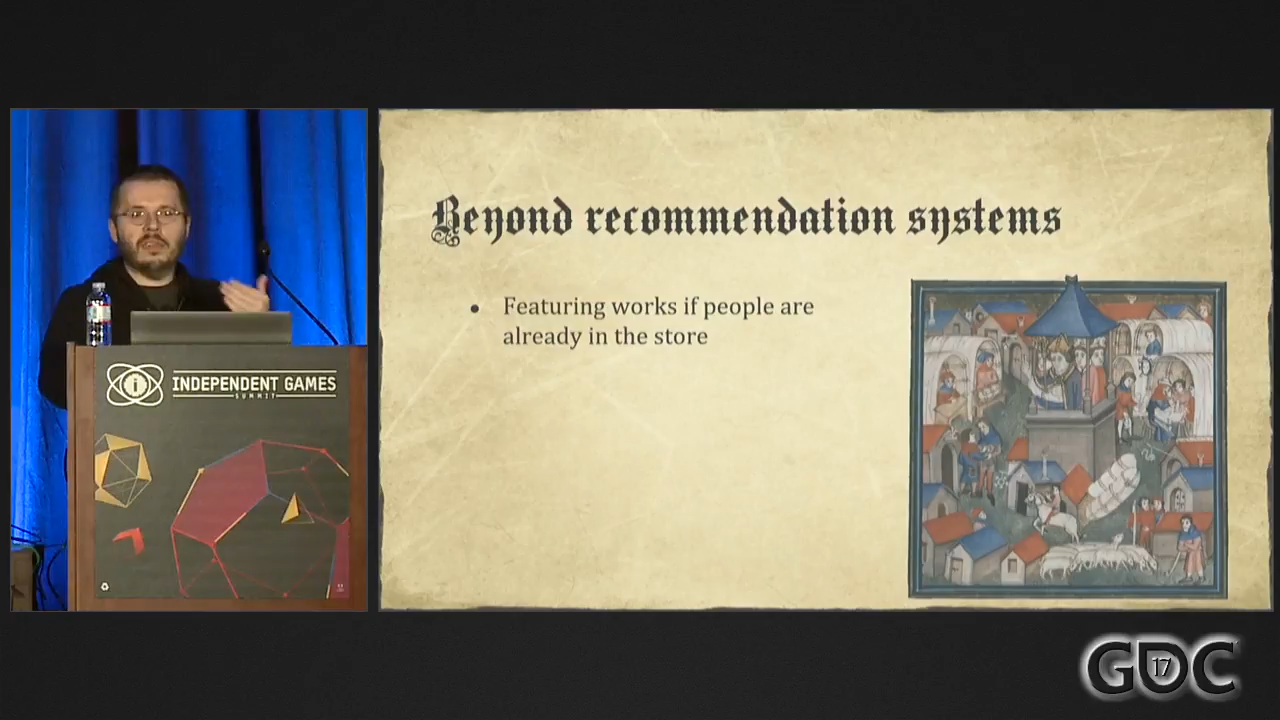 Beyond recommendation systems
● Featuring works if people are
already in the store
INDEPENDENT GAMES
SUMMIT
GDC
17